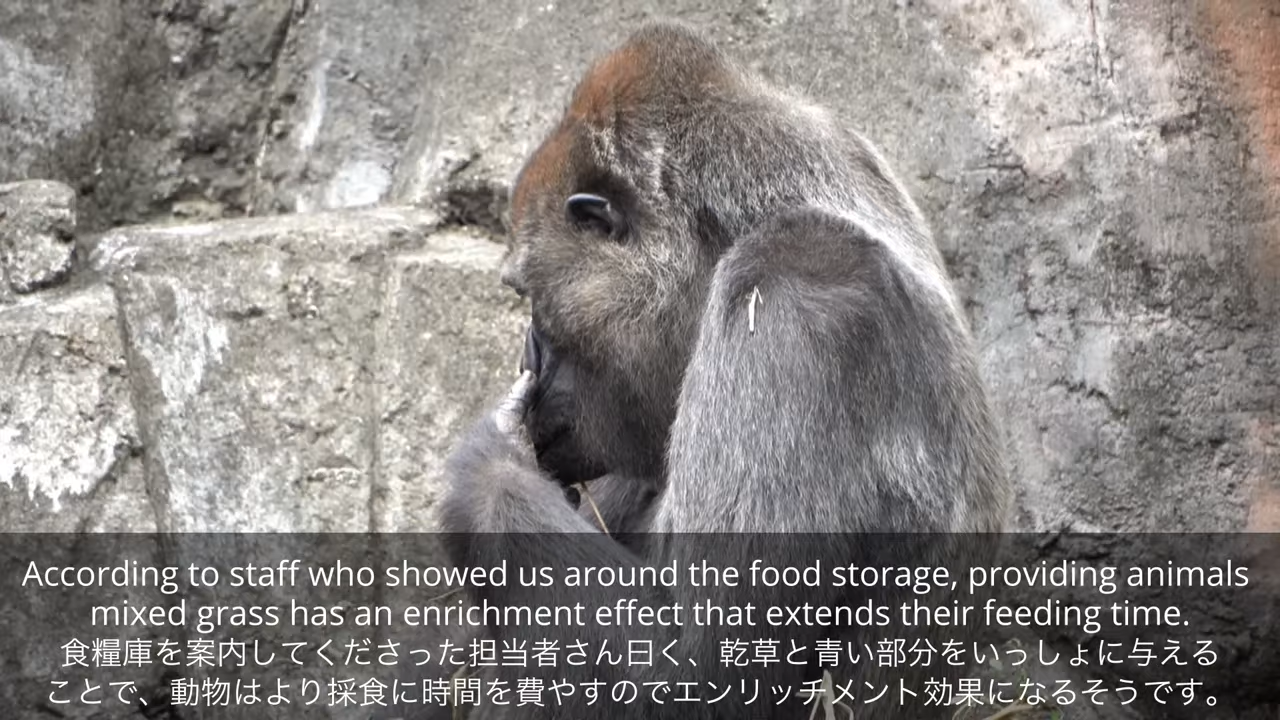 According to staff who showed us around the food storage, providing animals
mixed grass has an enrichment effect that extends their feeding time.
食糧庫を案内してくださった担当者さん曰く、乾草と青い部分をいっしょに与える
ことで、動物はより採食に時間を費やすのでエンリッチメント効果になるそうです。